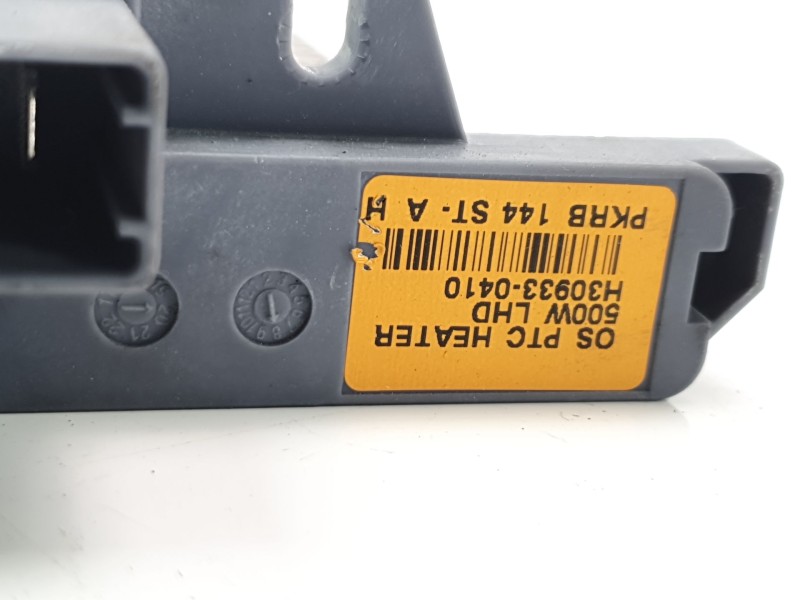 OS PTC HEATER
500W LHD
H30933-0410
PKRB 144 ST- A H